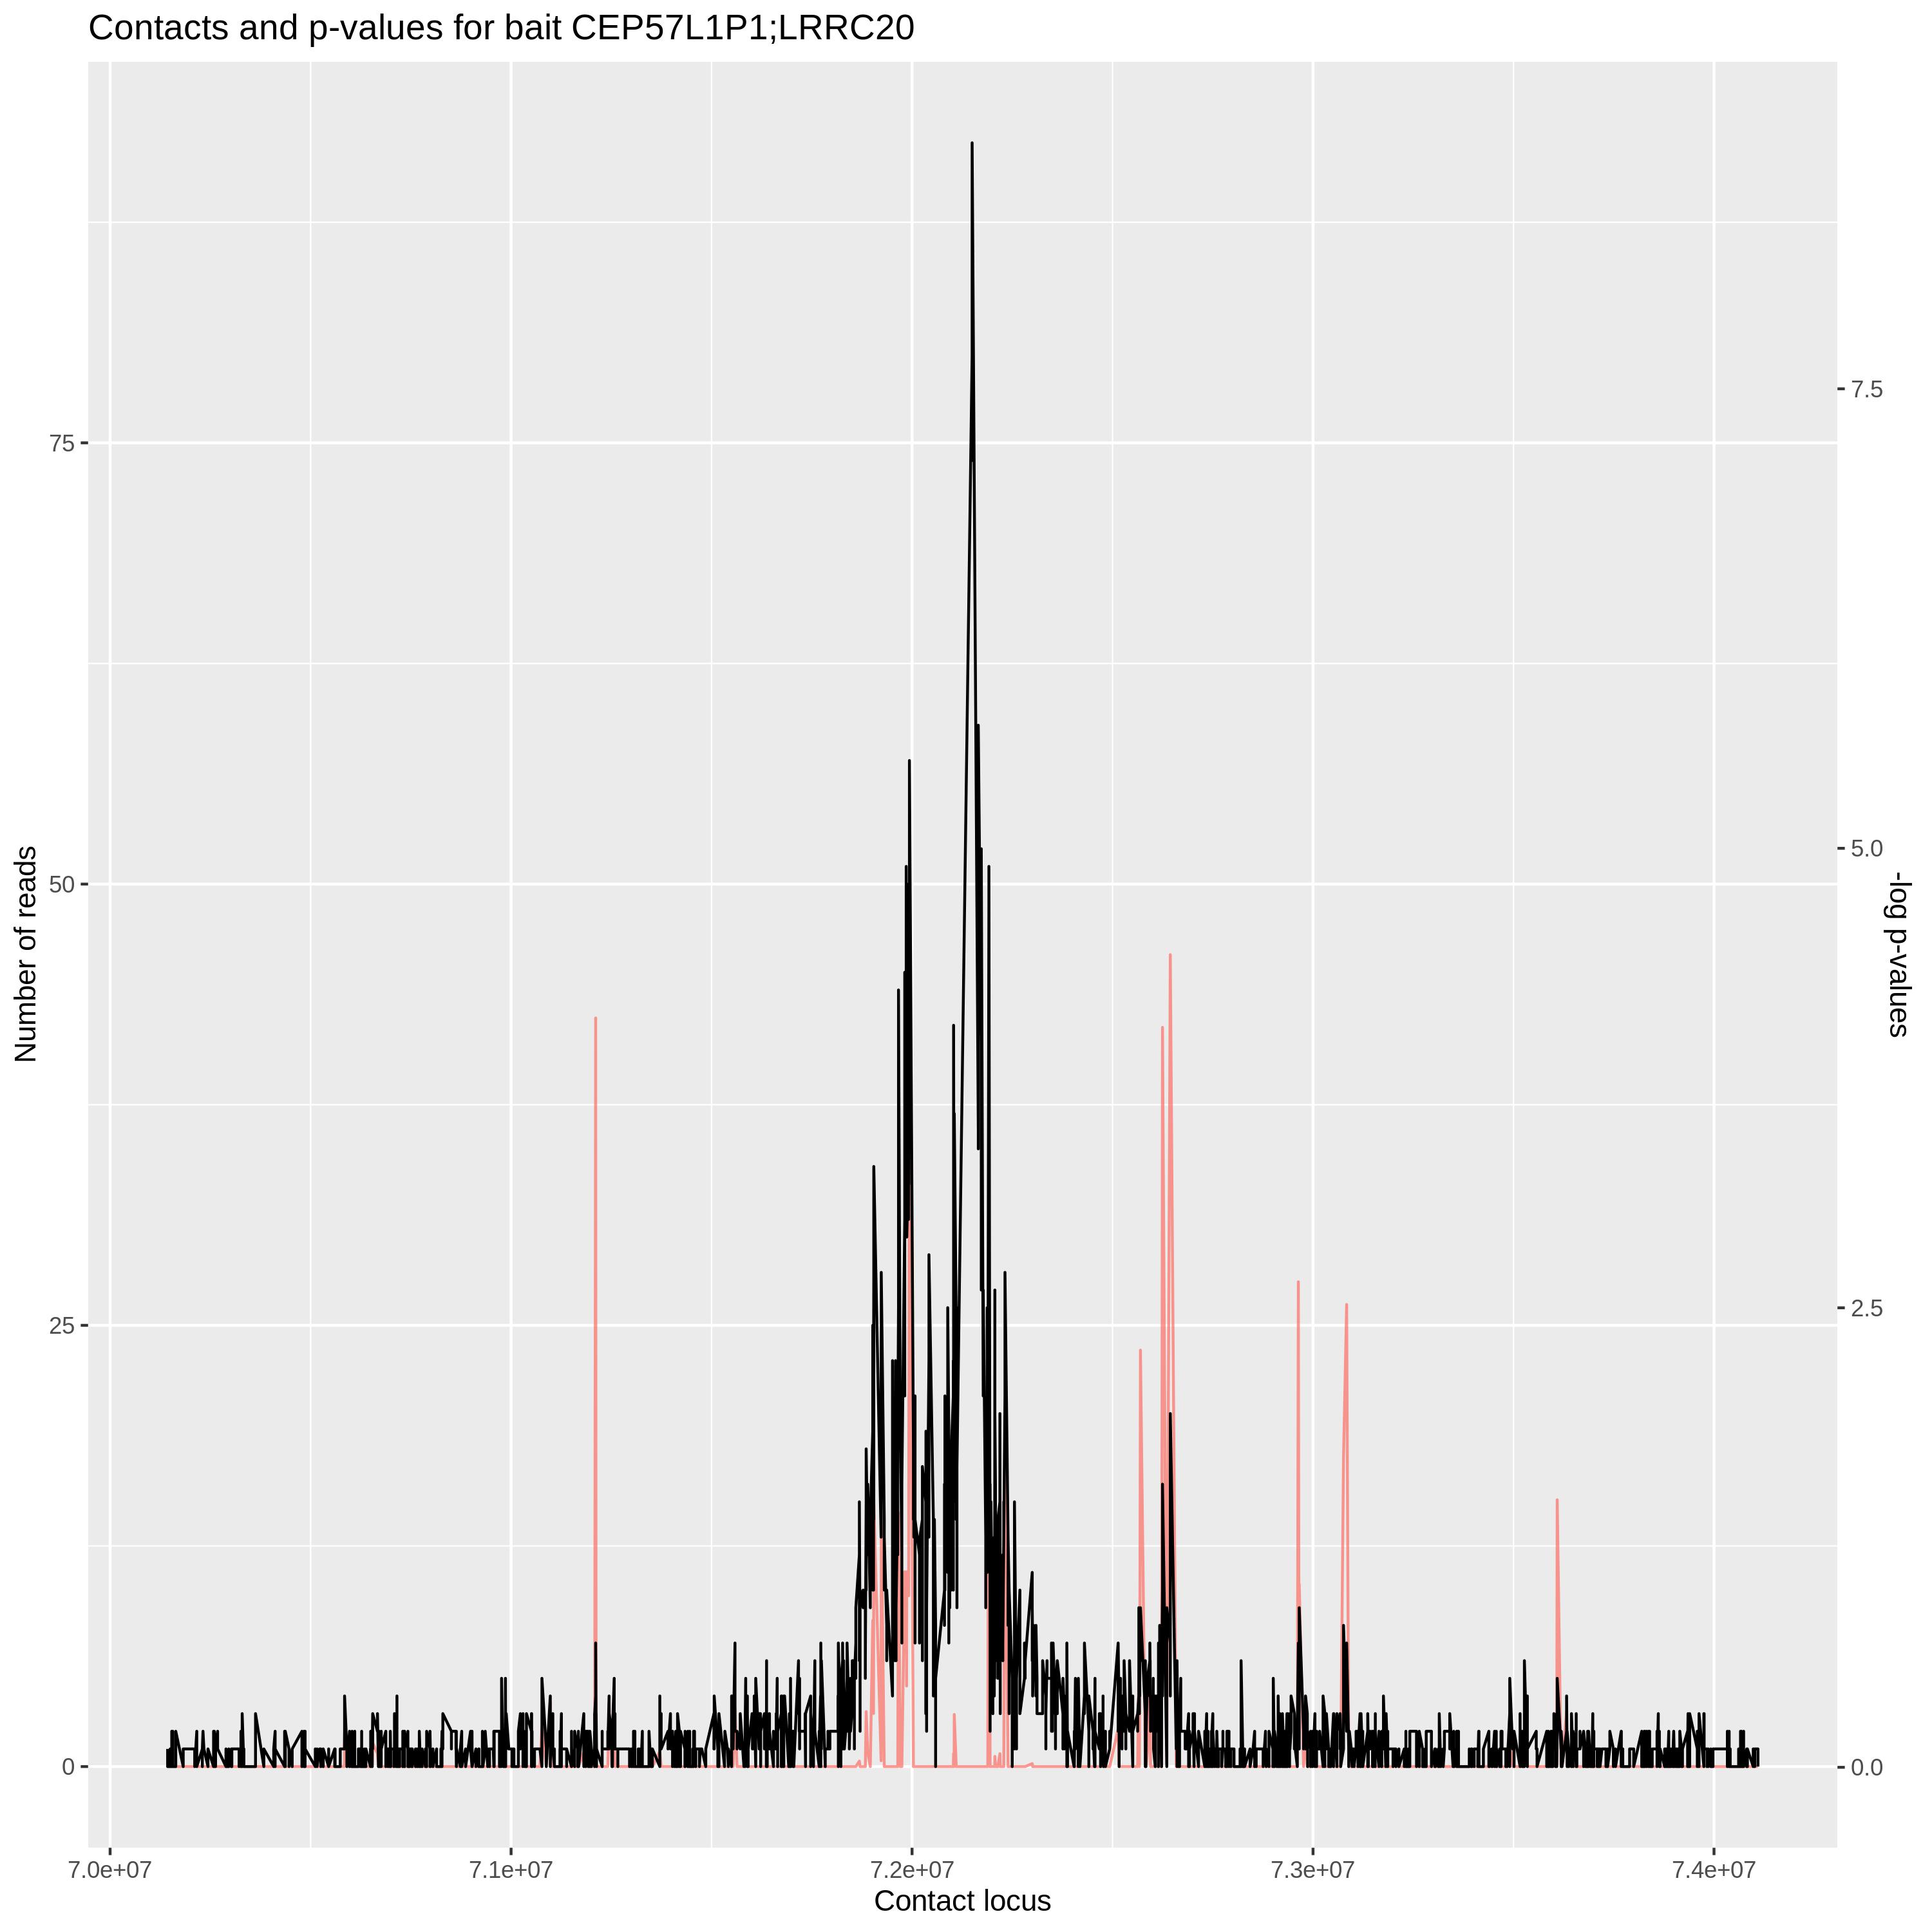 Contacts and p-values for bait CEP57L1P1;LRRC20
Number of reads
75
50
25
0
7.5
5.0
2.5
0.0
-log p-values
7.0e+07 7.1e+07 7.2e+07 7.3e+07 7.4e+07
Contact locus